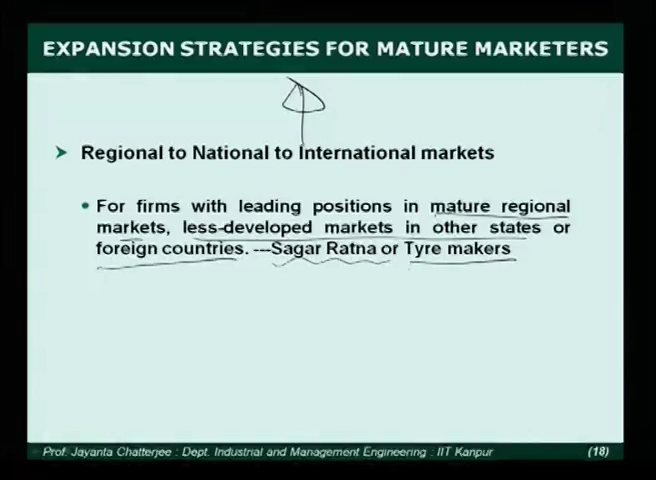 EXPANSION STRATEGIES FOR MATURE MARKETERS
➤ Regional to National to International markets
• For firms with leading positions in mature regional
markets, less-developed markets in other states or
foreign countries. ---Sagar Ratna or Tyre makers
Prof. Jayanta Chatterjee : Dept. Industrial and Management Engineering : IIT Kanpur (18)